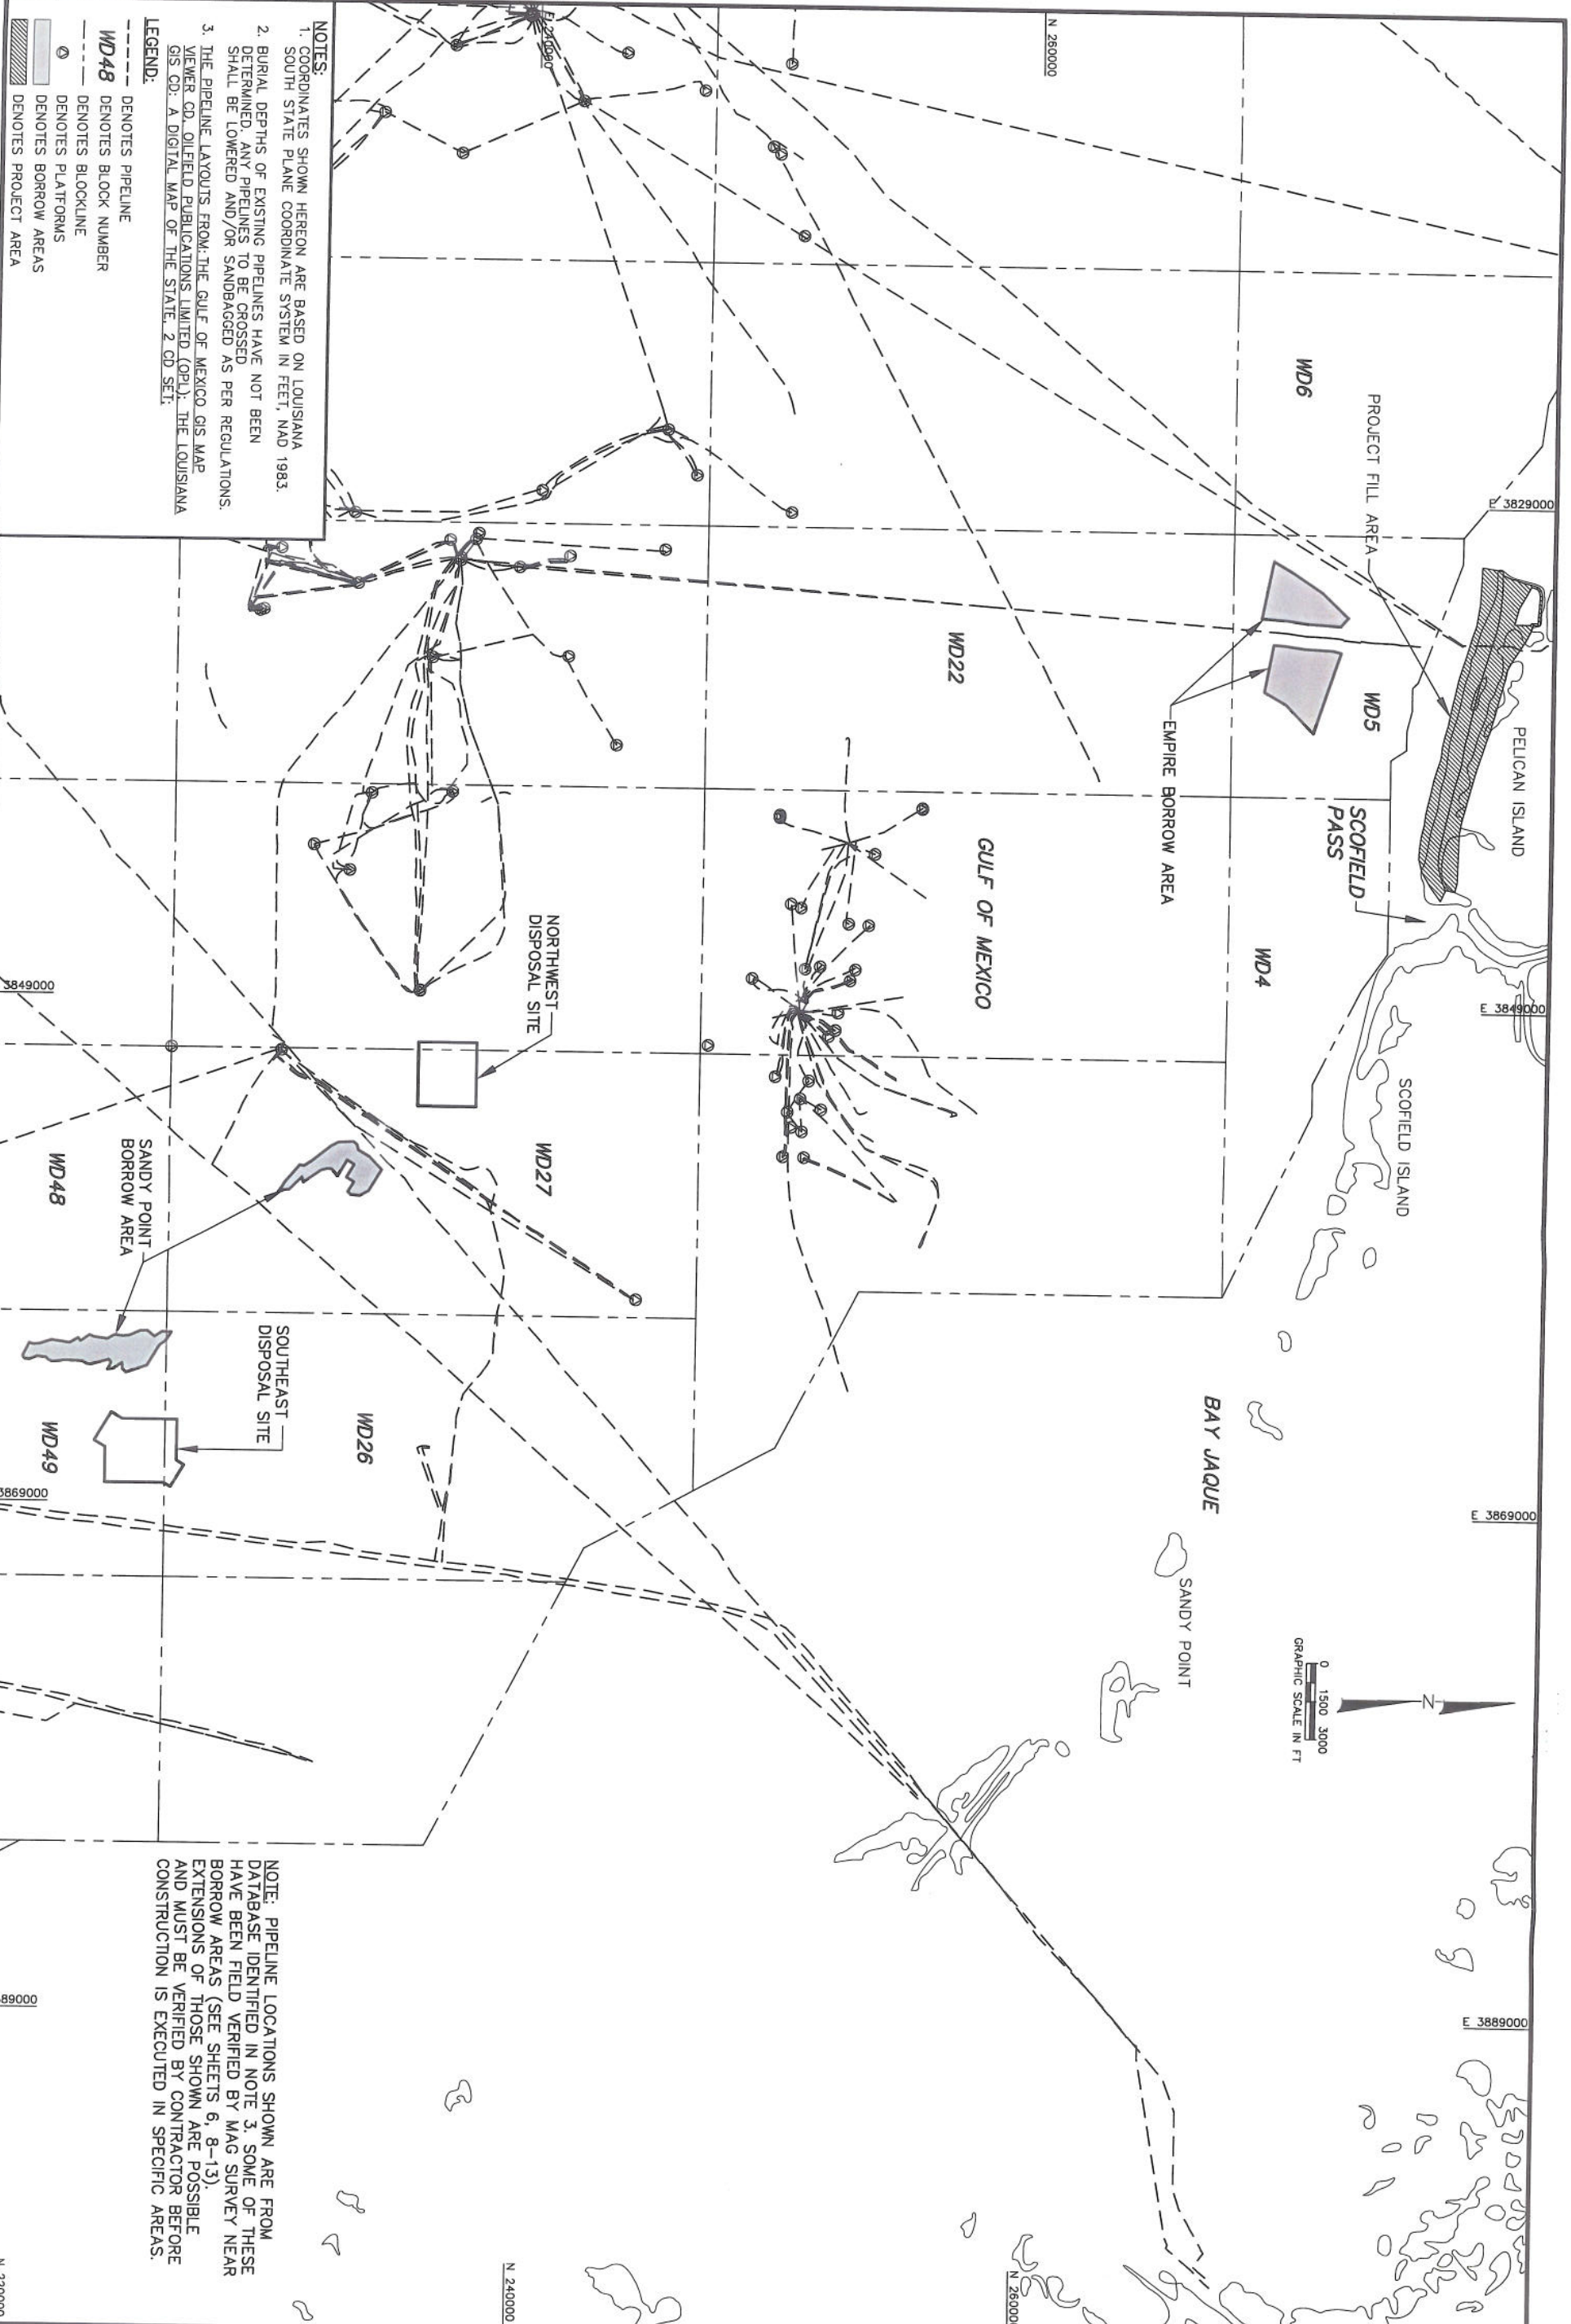 N 260000
E 3829000
E 3849000
E 3869000
E 3889000
WD6
PROJECT FILL AREA
PELICAN ISLAND
WD5
SCOFIELD
PASS
EMPIRE BORROW AREA
WD22
WD4
GULF OF MEXICO
SCOFIELD ISLAND
BAY JAQUE
SANDY POINT
N
0 1500 3000
GRAPHIC SCALE IN FT
NORTHWEST
DISPOSAL SITE
WD27
SANDY POINT
BORROW AREA
WD48
SOUTHEAST
DISPOSAL SITE
WD26
WD49
3849000
3869000
89000
N 260000
N 240000
NOTES:
1. COORDINATES SHOWN HEREON ARE BASED ON LOUISIANA
SOUTH STATE PLANE COORDINATE SYSTEM IN FEET, NAD 1983.
2. BURIAL DEPTHS OF EXISTING PIPELINES HAVE NOT BEEN
DETERMINED. ANY PIPELINES TO BE CROSSED
SHALL BE LOWERED AND/OR SANDBAGGED AS PER REGULATIONS.
3. THE PIPELINE LAYOUTS FROM: THE GULF OF MEXICO GIS MAP
VIEWER CD, OILFIELD PUBLICATIONS LIMITED (OPL); THE LOUISIANA
GIS CD: A DIGITAL MAP OF THE STATE, 2 CD SET;
LEGEND:
DENOTES PIPELINE
WD48 DENOTES BLOCK NUMBER
DENOTES BLOCKLINE
DENOTES PLATFORMS
DENOTES BORROW AREAS
DENOTES PROJECT AREA
NOTE: PIPELINE LOCATIONS SHOWN ARE FROM
DATABASE IDENTIFIED IN NOTE 3. SOME OF THESE
HAVE BEEN FIELD VERIFIED BY MAG SURVEY NEAR
BORROW AREAS (SEE SHEETS 6, 8-13).
EXTENSIONS OF THOSE SHOWN ARE POSSIBLE
AND MUST BE VERIFIED BY CONTRACTOR BEFORE
CONSTRUCTION IS EXECUTED IN SPECIFIC AREAS.